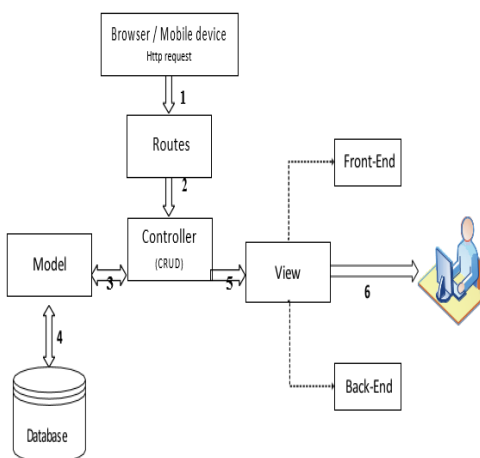 Browser / Mobile device
Http request
1
Routes
2
Front-End
Controller
(CRUD)
Model
3
5
View
6
4
Back-End
Database